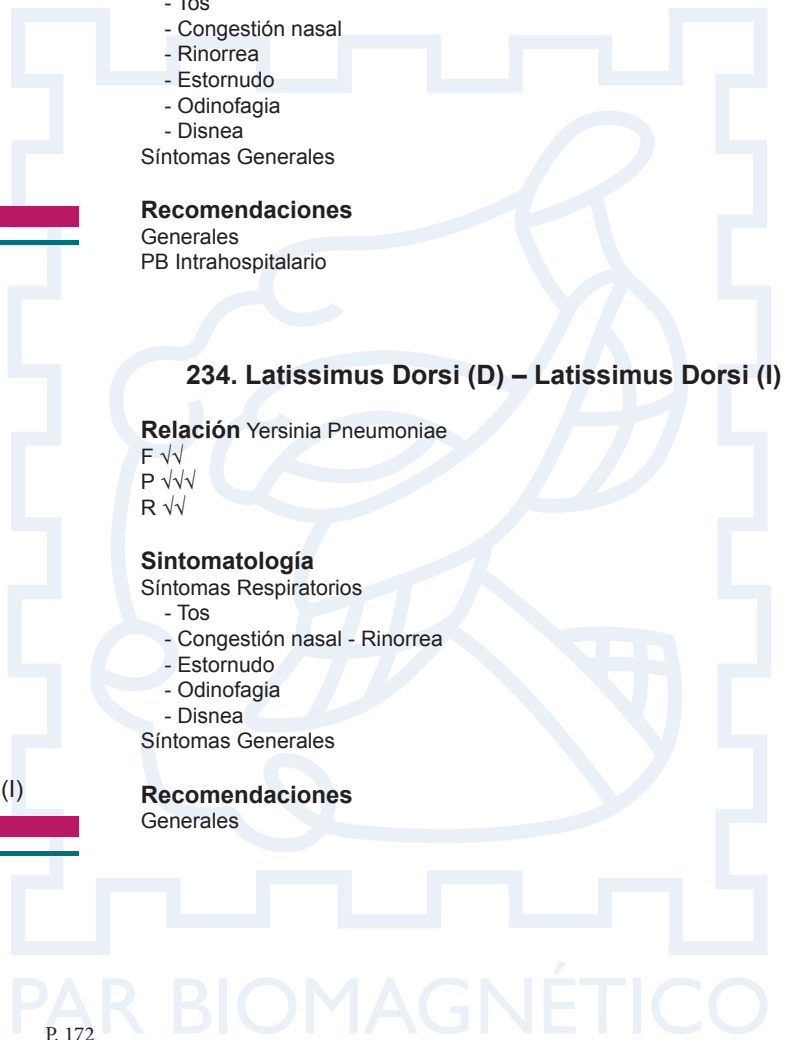 - Tos
- Congestión nasal
- Rinorrea
- Estornudo
- Odinofagia
- Disnea
Síntomas Generales
Recomendaciones
Generales
PB Intrahospitalario
234. Latissimus Dorsi (D) – Latissimus Dorsi (I)
Relación Yersinia Pneumoniae
F √√
P √√√
R √√
Sintomatología
Síntomas Respiratorios
- Tos
- Congestión nasal - Rinorrea
- Estornudo
- Odinofagia
- Disnea
Síntomas Generales
(I)
Recomendaciones
Generales
PAR BIOMAGNÉTICO
P. 172